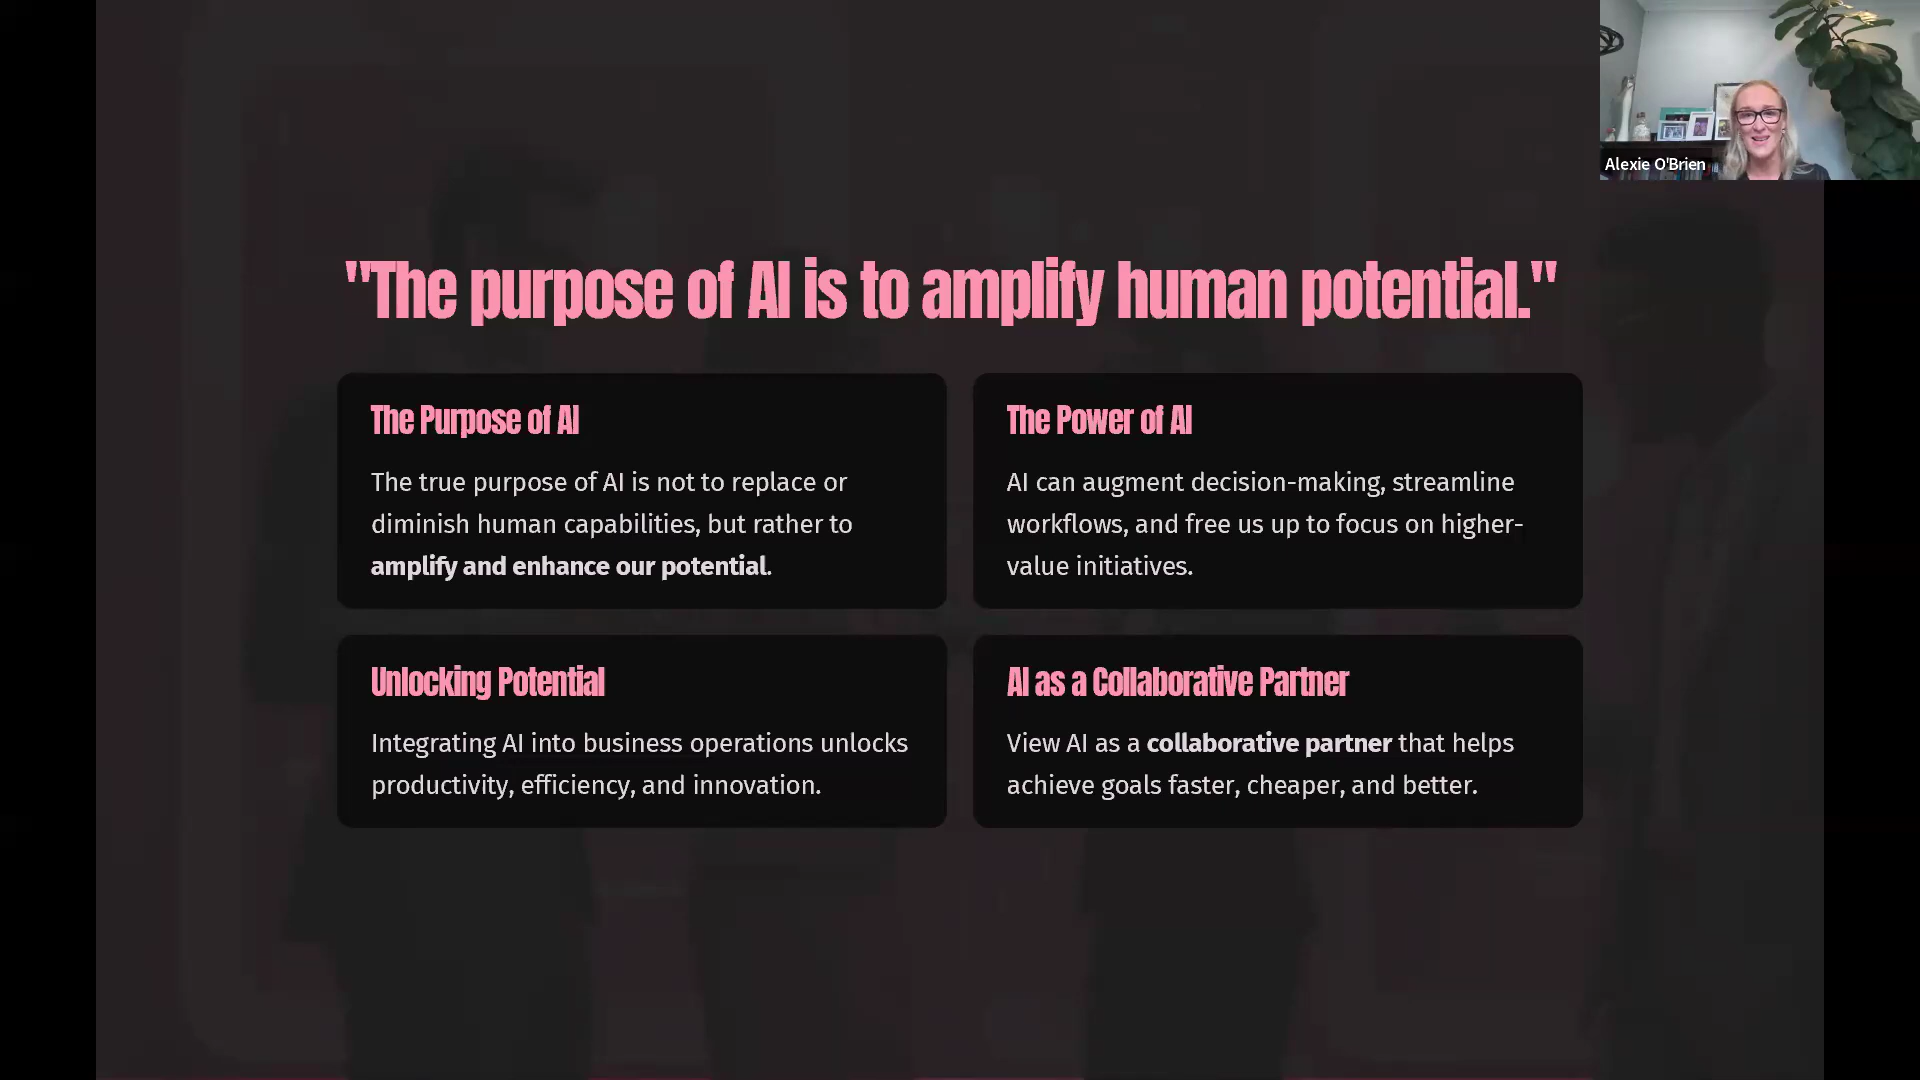 "The purpose of AI is to amplify human potential."
The Purpose of AI
The true purpose of AI is not to replace or
diminish human capabilities, but rather to
amplify and enhance our potential.
The Power of AI
AI can augment decision-making, streamline
workflows, and free us up to focus on higher-
value initiatives.
Unlocking Potential
Integrating AI into business operations unlocks
productivity, efficiency, and innovation.
AI as a Collaborative Partner
View AI as a collaborative partner that helps
achieve goals faster, cheaper, and better.
Alexie O'Brien